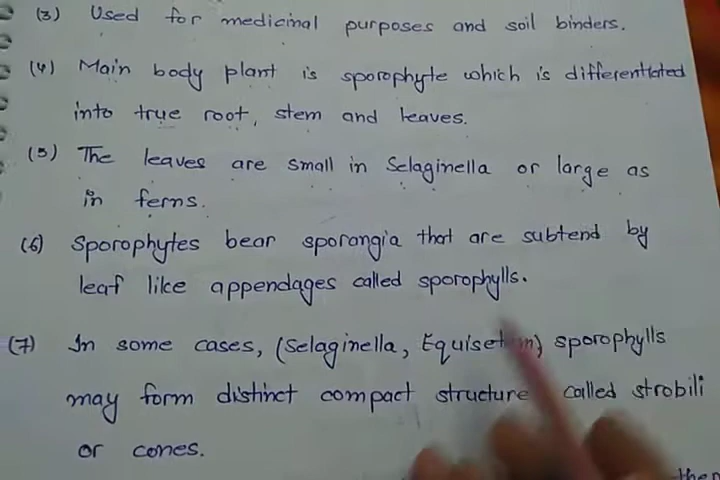 (3) Used for medicinal purposes and soil binders.
(4) Main body plant is sporophyte which is differentiated
into true root, stem and leaves.
(5) The leaves are small in Selaginella or large as
in ferns.
(6) Sporophytes bear sporangia that are subtend by
leaf like appendages called sporophylls.
(7) In some cases, (Selaginella, Equisetum) sporophylls
may form distinct compact structure called strobili
or cones.